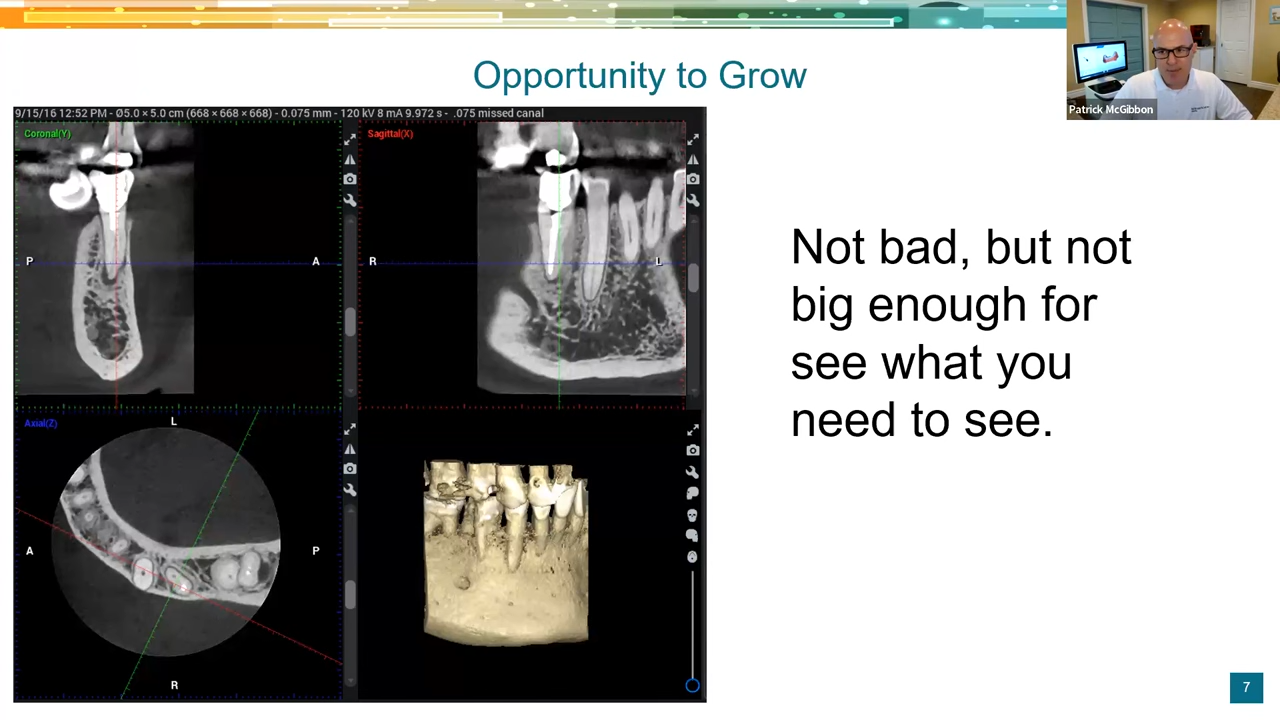 Opportunity to Grow
Patrick McGibbon
9/15/16 12:52 PM - Ø5.0 × 5.0 cm (668 × 668 × 668) - 0.075 mm - 120 kV 8 mA 9.972 s - .075 missed canal
Coronal(Y)
Sagittal(X)
P
A
R
L
Axial(Z)
L
A
P
R
Not bad, but not
big enough for
see what you
need to see.
7